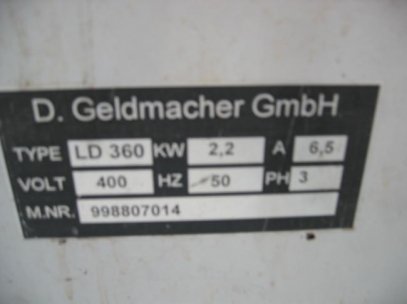 D. Geldmacher GmbH
TYPE LD 360 KW 2,2 A 6,5
VOLT 400 HZ 50 PH 3
M.NR. 998807014